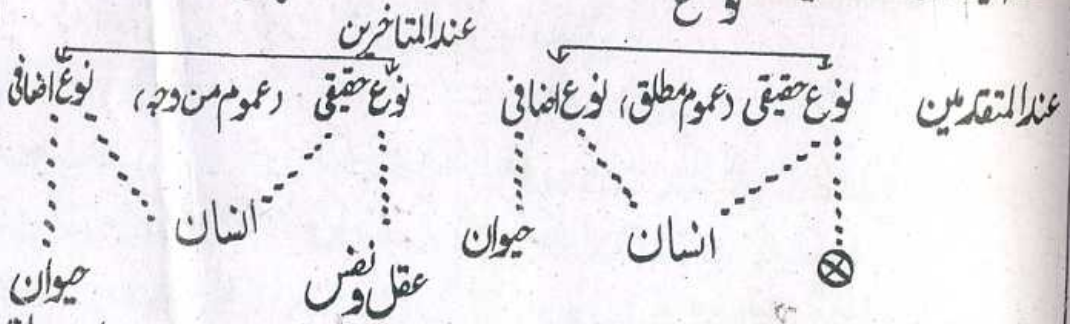 نوع
عندالمتاخرین
عندالمتقدمین نوع حقیقی (عموم مطلق) نوع اضافی نوع حقیقی (عموم من وجہ) نوع اضافی
انسان حیوان انسان
عقل و نفس حیوان